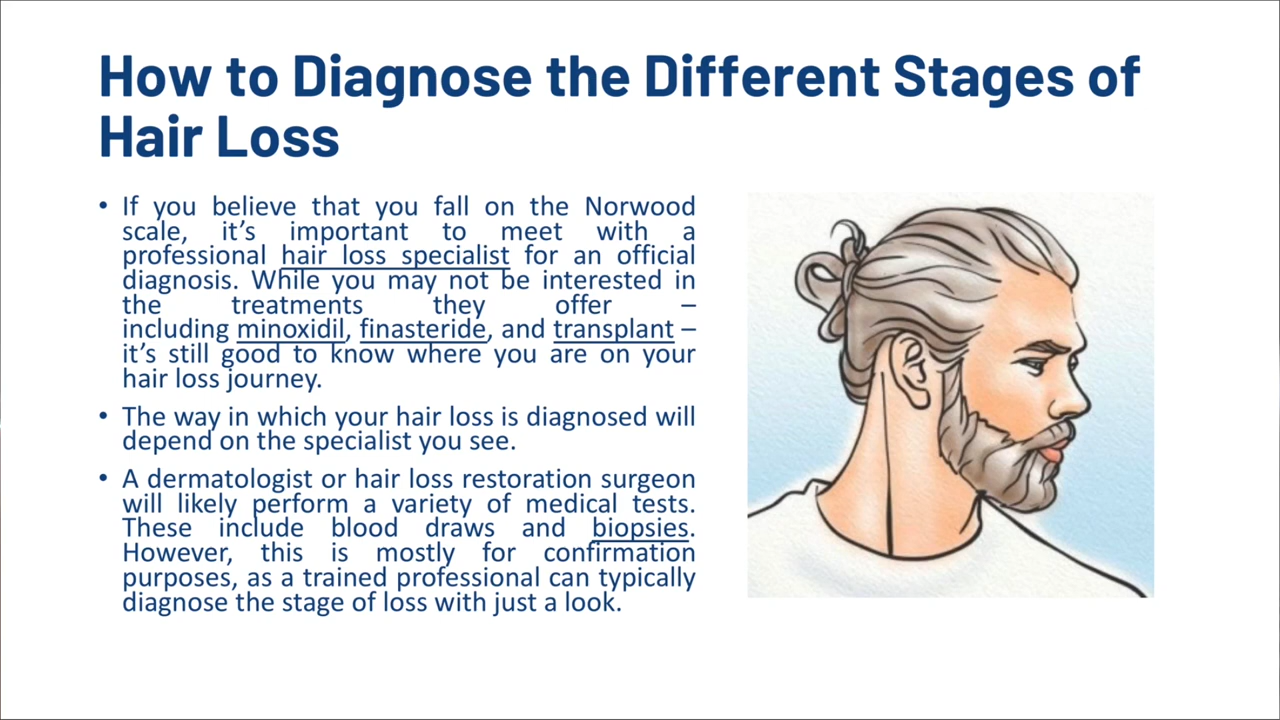 How to Diagnose the Different Stages of
Hair Loss
• If you believe that you fall on the Norwood
scale, it’s important to meet with a
professional hair loss specialist for an official
diagnosis. While you may not be interested in
the treatments they offer –
including minoxidil, finasteride, and transplant –
it’s still good to know where you are on your
hair loss journey.
• The way in which your hair loss is diagnosed will
depend on the specialist you see.
• A dermatologist or hair loss restoration surgeon
will likely perform a variety of medical tests.
These include blood draws and biopsies.
However, this is mostly for confirmation
purposes, as a trained professional can typically
diagnose the stage of loss with just a look.